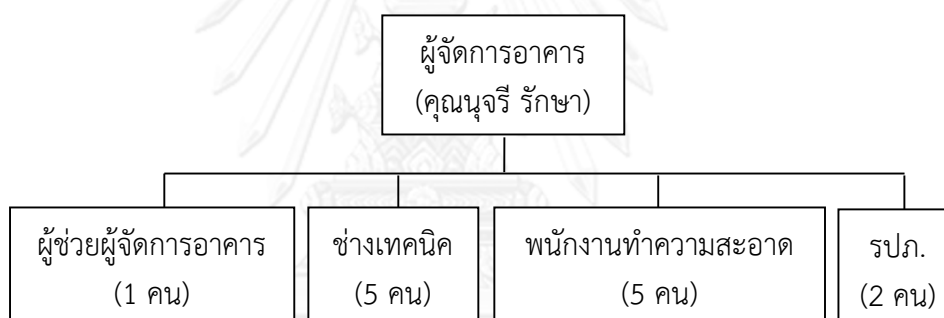 ผู้จัดการอาคาร
(คุณนุจรี รักษา)
ผู้ช่วยผู้จัดการอาคาร
(1 คน)
ช่างเทคนิค
(5 คน)
พนักงานทำความสะอาด
(5 คน)
รปภ.
(2 คน)